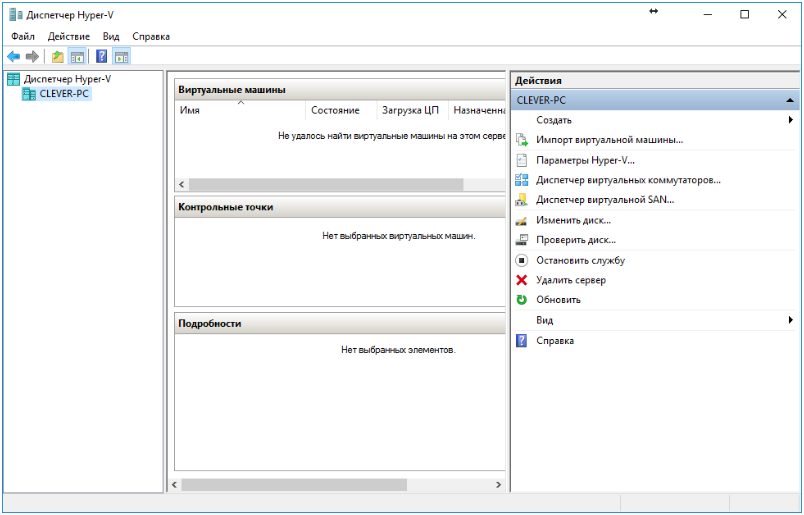 Диспетчер Hyper-V
Файл Действие Вид Справка
Диспетчер Hyper-V
CLEVER-PC
Виртуальные машины
Имя Состояние Загрузка ЦП Назначенна
Не удалось найти виртуальные машины на этом серве
Контрольные точки
Нет выбранных виртуальных машин.
Подробности
Нет выбранных элементов.
Действия
CLEVER-PC
Создать
Импорт виртуальной машины...
Параметры Hyper-V...
Диспетчер виртуальных коммутаторов...
Диспетчер виртуальной SAN...
Изменить диск...
Проверить диск...
Остановить службу
Удалить сервер
Обновить
Вид
Справка